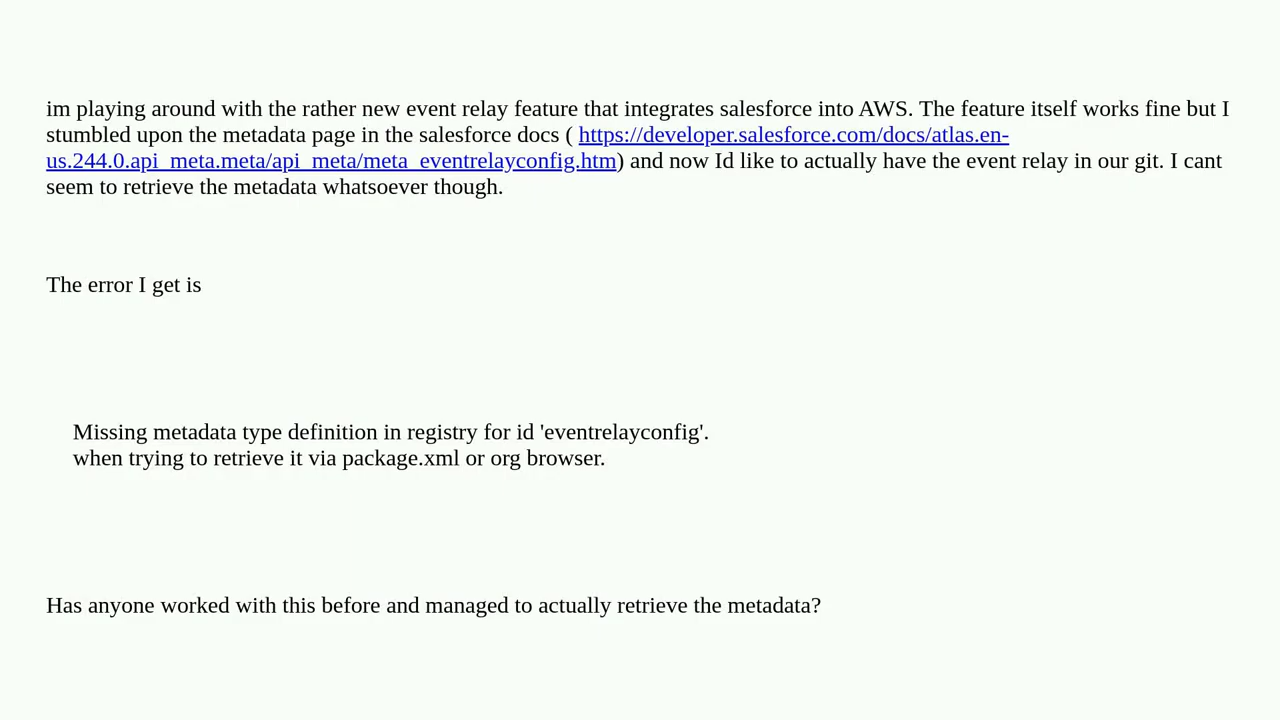 im playing around with the rather new event relay feature that integrates salesforce into AWS. The feature itself works fine but I
stumbled upon the metadata page in the salesforce docs ( https://developer.salesforce.com/docs/atlas.en-
us.244.0.api_meta.meta/api_meta/meta_eventrelayconfig.htm) and now Id like to actually have the event relay in our git. I cant
seem to retrieve the metadata whatsoever though.
The error I get is
Missing metadata type definition in registry for id 'eventrelayconfig'.
when trying to retrieve it via package.xml or org browser.
Has anyone worked with this before and managed to actually retrieve the metadata?